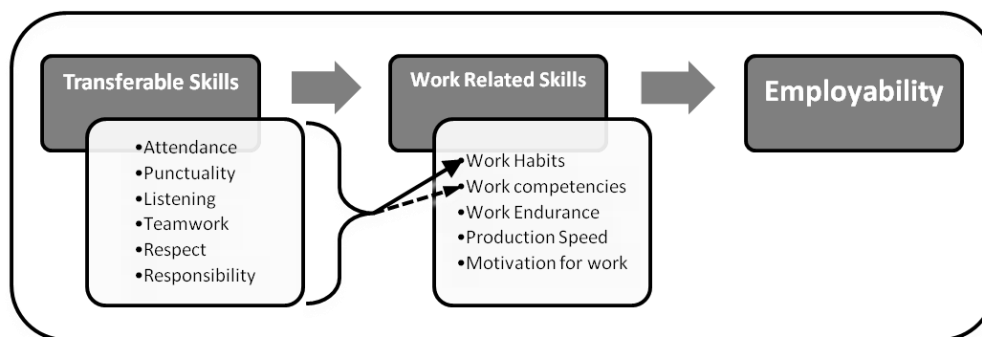 Transferable Skills
•Attendance
•Punctuality
•Listening
•Teamwork
•Respect
•Responsibility
Work Related Skills
•Work Habits
•Work competencies
•Work Endurance
•Production Speed
•Motivation for work
Employability